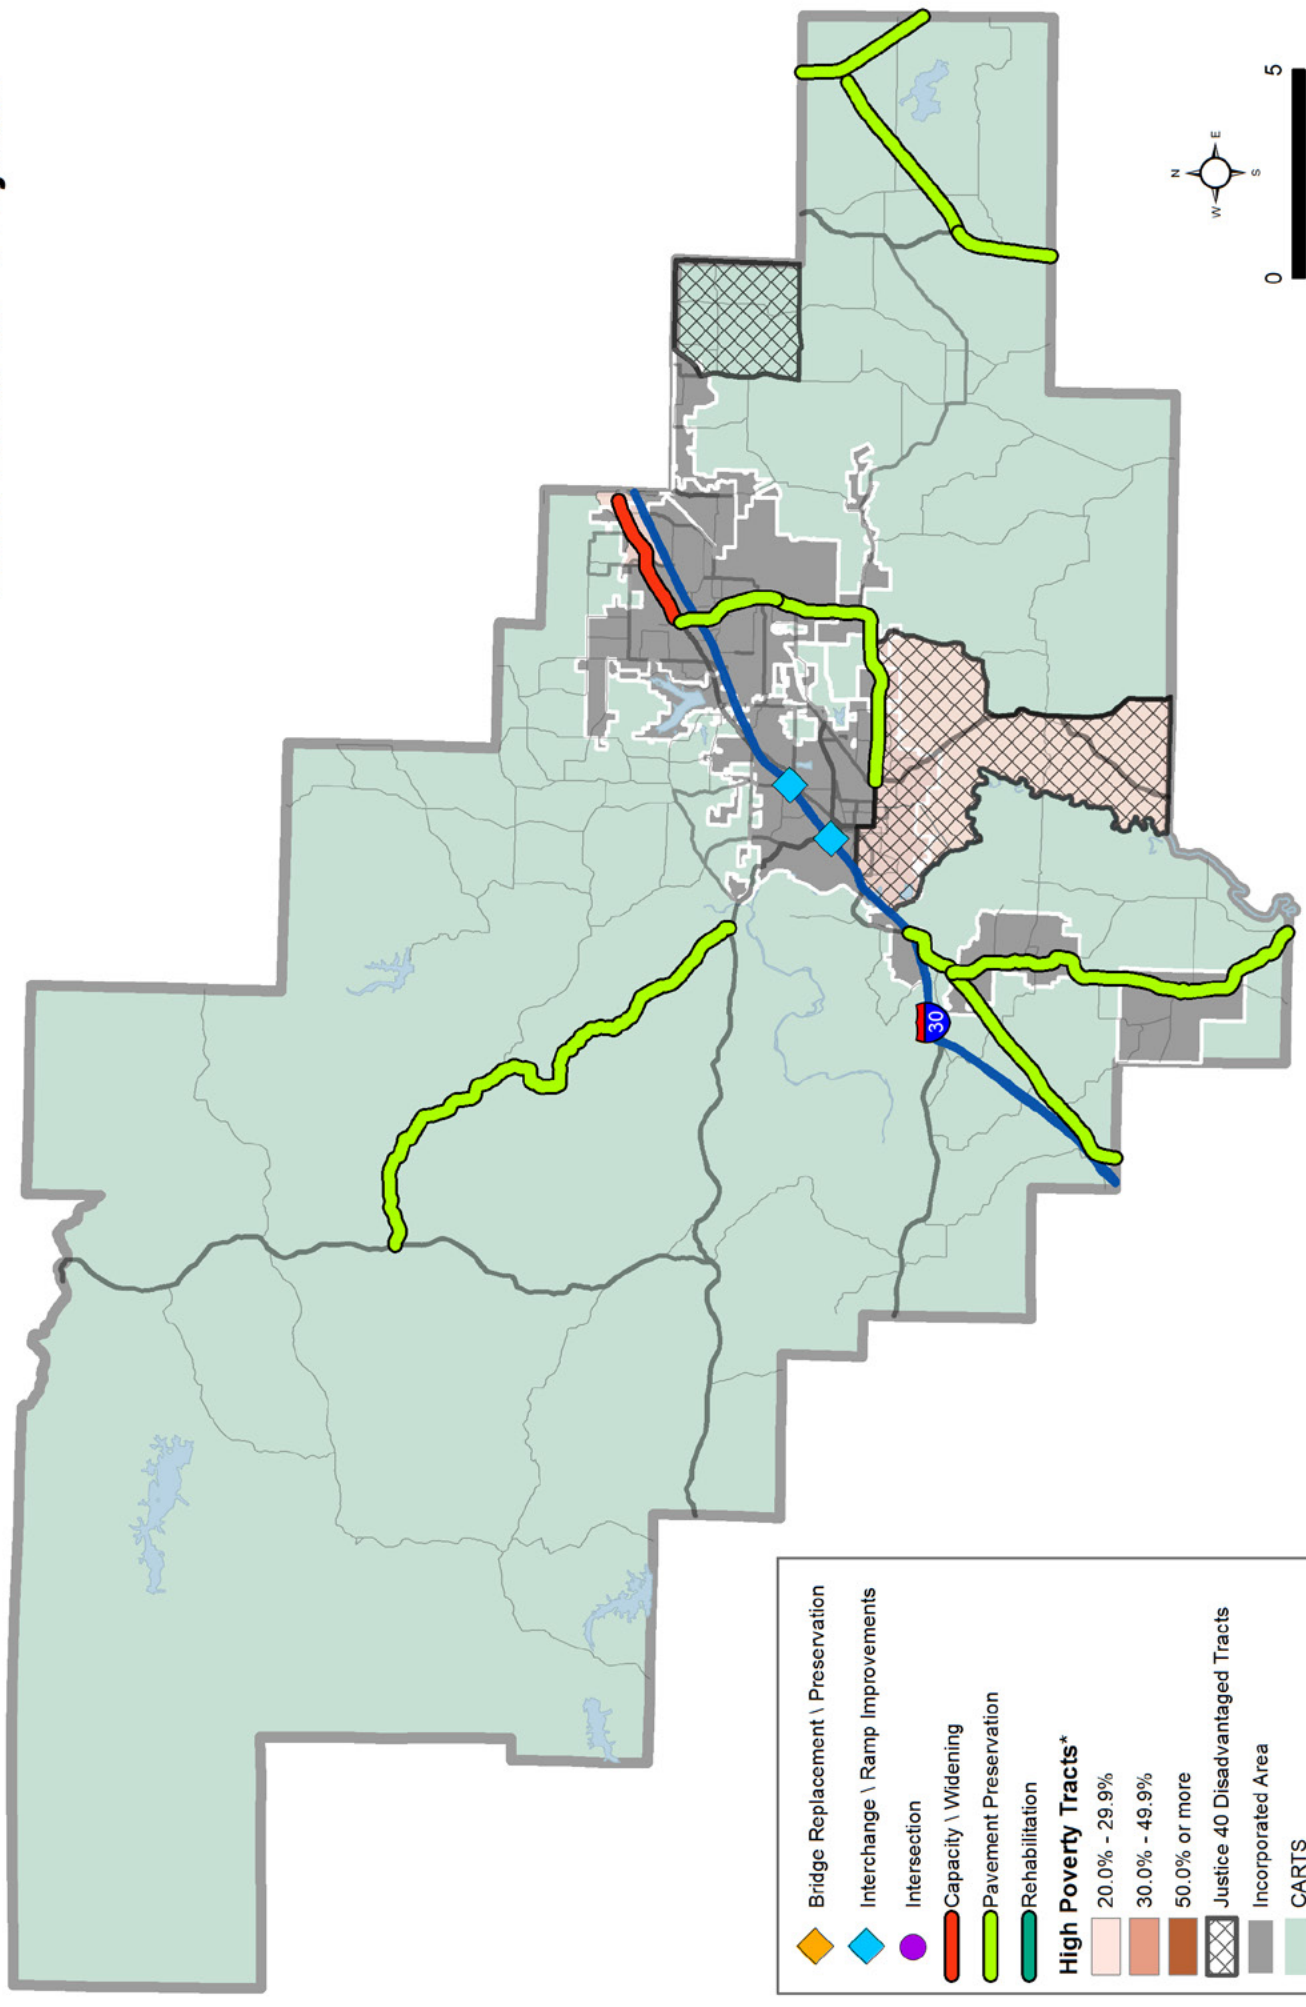 N
W
E
S
0
5
30
Bridge Replacement \ Preservation
Interchange \ Ramp Improvements
Intersection
Capacity \ Widening
Pavement Preservation
Rehabilitation
High Poverty Tracts*
20.0% - 29.9%
30.0% - 49.9%
50.0% or more
Justice 40 Disadvantaged Tracts
Incorporated Area
CARTS